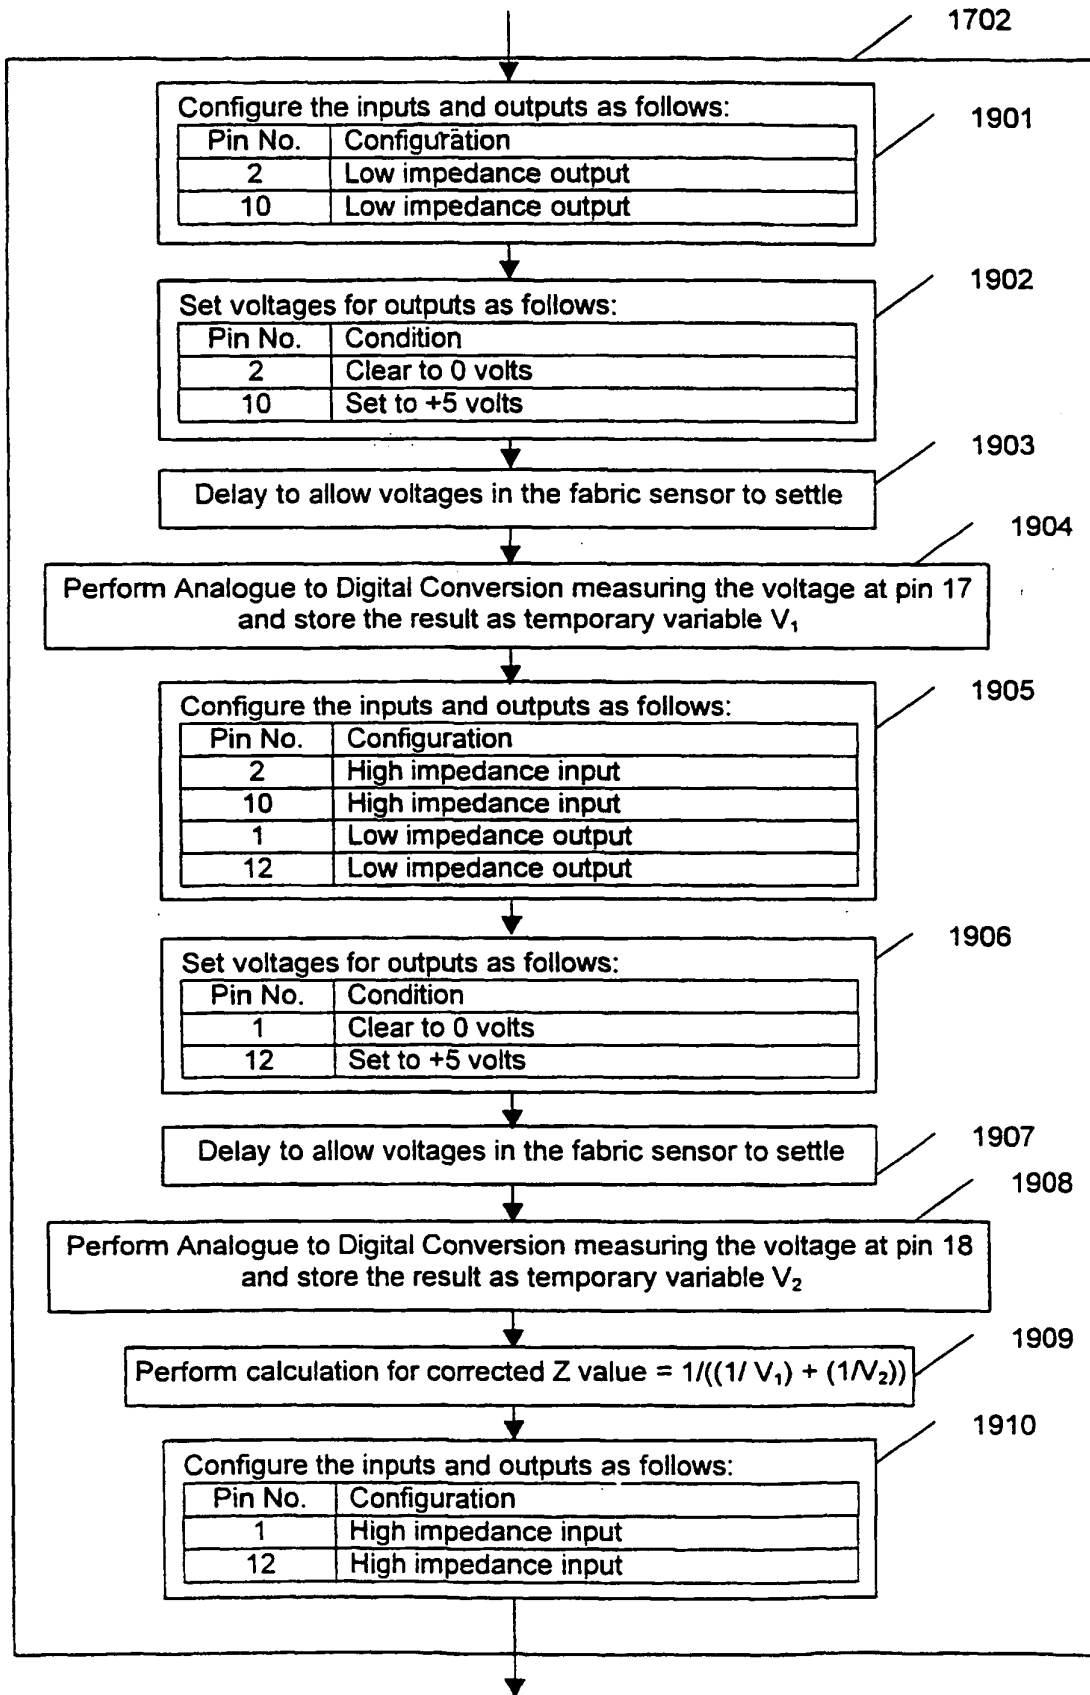 1702
Configure the inputs and outputs as follows:
1901
Pin No. Configuration
2 Low impedance output
10 Low impedance output
1902
Set voltages for outputs as follows:
Pin No. Condition
2 Clear to 0 volts
10 Set to +5 volts
1903
Delay to allow voltages in the fabric sensor to settle
1904
Perform Analogue to Digital Conversion measuring the voltage at pin 17
and store the result as temporary variable V₁
1905
Configure the inputs and outputs as follows:
Pin No. Configuration
2 High impedance input
10 High impedance input
1 Low impedance output
12 Low impedance output
1906
Set voltages for outputs as follows:
Pin No. Condition
1 Clear to 0 volts
12 Set to +5 volts
1907
Delay to allow voltages in the fabric sensor to settle
1908
Perform Analogue to Digital Conversion measuring the voltage at pin 18
and store the result as temporary variable V₂
1909
Perform calculation for corrected Z value = 1/((1/ V₁) + (1/V₂))
1910
Configure the inputs and outputs as follows:
Pin No. Configuration
1 High impedance input
12 High impedance input